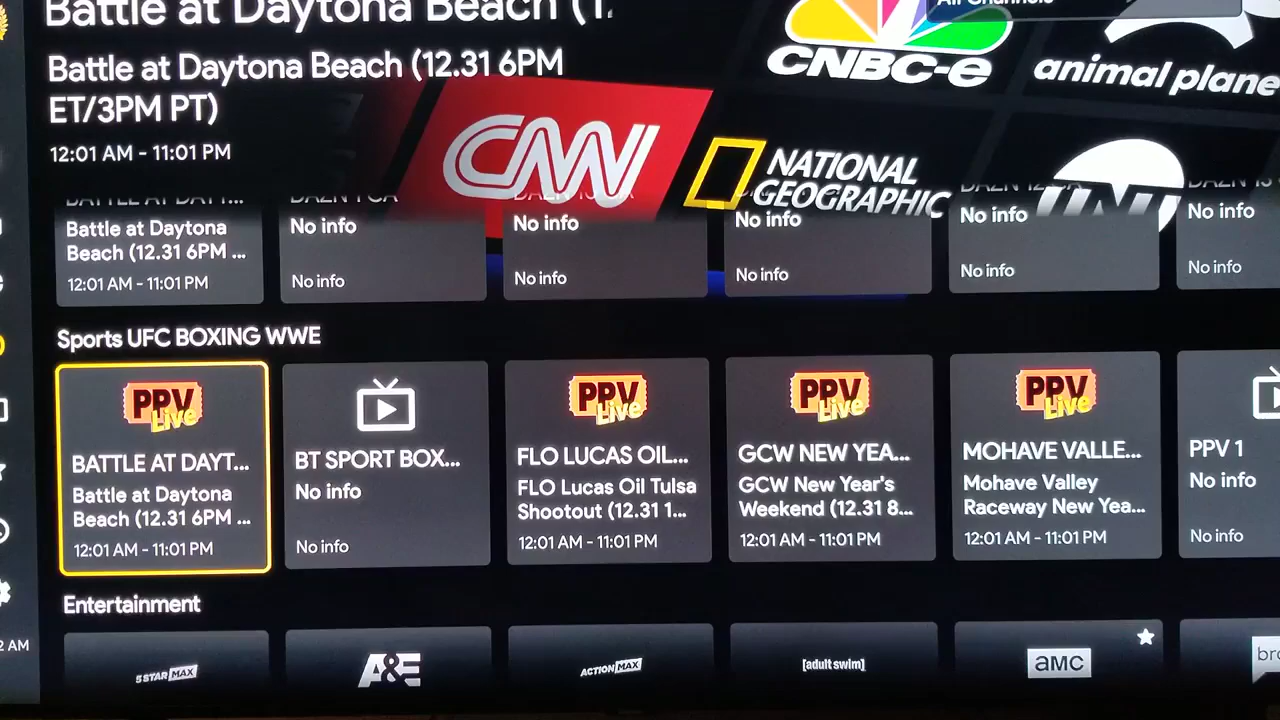 Battle at Daytona Beach (1.
All Channels
Battle at Daytona Beach (12.31 6PM
ET/3PM PT)
12:01 AM - 11:01 PM
CNBC-e
animal plane
CNN
NATIONAL
GEOGRAPHIC
TNT
Battle at Daytona
Beach (12.31 6PM ...
12:01 AM - 11:01 PM
No info
No info
No info
No info
No info
No info
No info
No info
No info
No info
Sports UFC BOXING WWE
PPV
Live
BATTLE AT DAYT...
Battle at Daytona
Beach (12.31 6PM ...
12:01 AM - 11:01 PM
BT SPORT BOX...
No info
No info
PPV
Live
FLO LUCAS OIL...
FLO Lucas Oil Tulsa
Shootout (12.31 1...
12:01 AM - 11:01 PM
PPV
Live
GCW NEW YEA...
GCW New Year's
Weekend (12.31 8...
12:01 AM - 11:01 PM
PPV
Live
MOHAVE VALLE...
Mohave Valley
Raceway New Yea...
12:01 AM - 11:01 PM
PPV 1
No info
No info
Entertainment
2 AM
5STARMAX
A&E
ACTIONMAX
[adult swim]
amc
bro